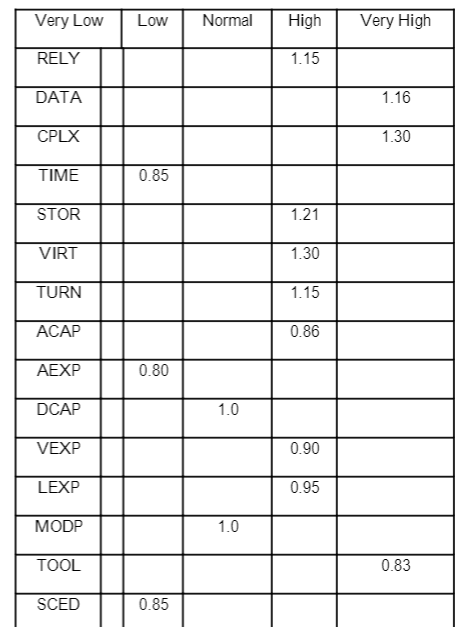 Very Low Low Normal High Very High
RELY 1.15
DATA 1.16
CPLX 1.30
TIME 0.85
STOR 1.21
VIRT 1.30
TURN 1.15
ACAP 0.86
AEXP 0.80
DCAP 1.0
VEXP 0.90
LEXP 0.95
MODP 1.0
TOOL 0.83
SCED 0.85